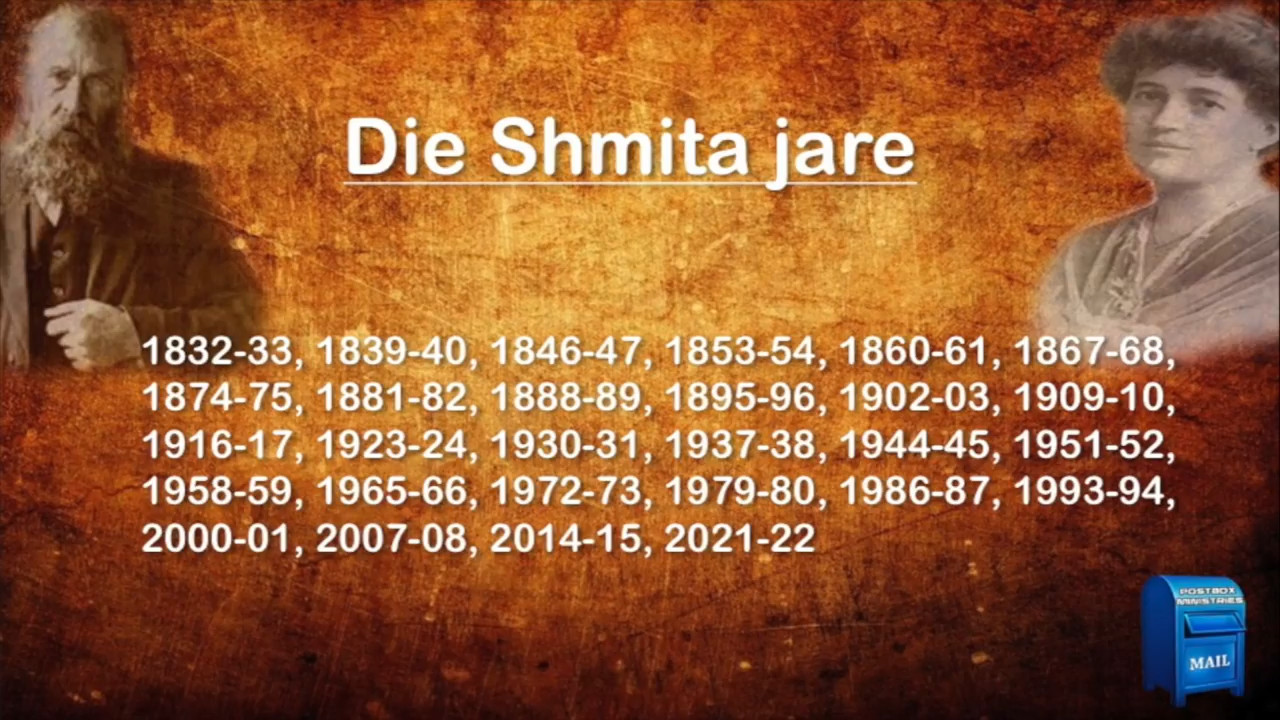 Die Shmita jare
1832-33, 1839-40, 1846-47, 1853-54, 1860-61, 1867-68,
1874-75, 1881-82, 1888-89, 1895-96, 1902-03, 1909-10,
1916-17, 1923-24, 1930-31, 1937-38, 1944-45, 1951-52,
1958-59, 1965-66, 1972-73, 1979-80, 1986-87, 1993-94,
2000-01, 2007-08, 2014-15, 2021-22
POSTBOX
MINISTRIES
MAIL